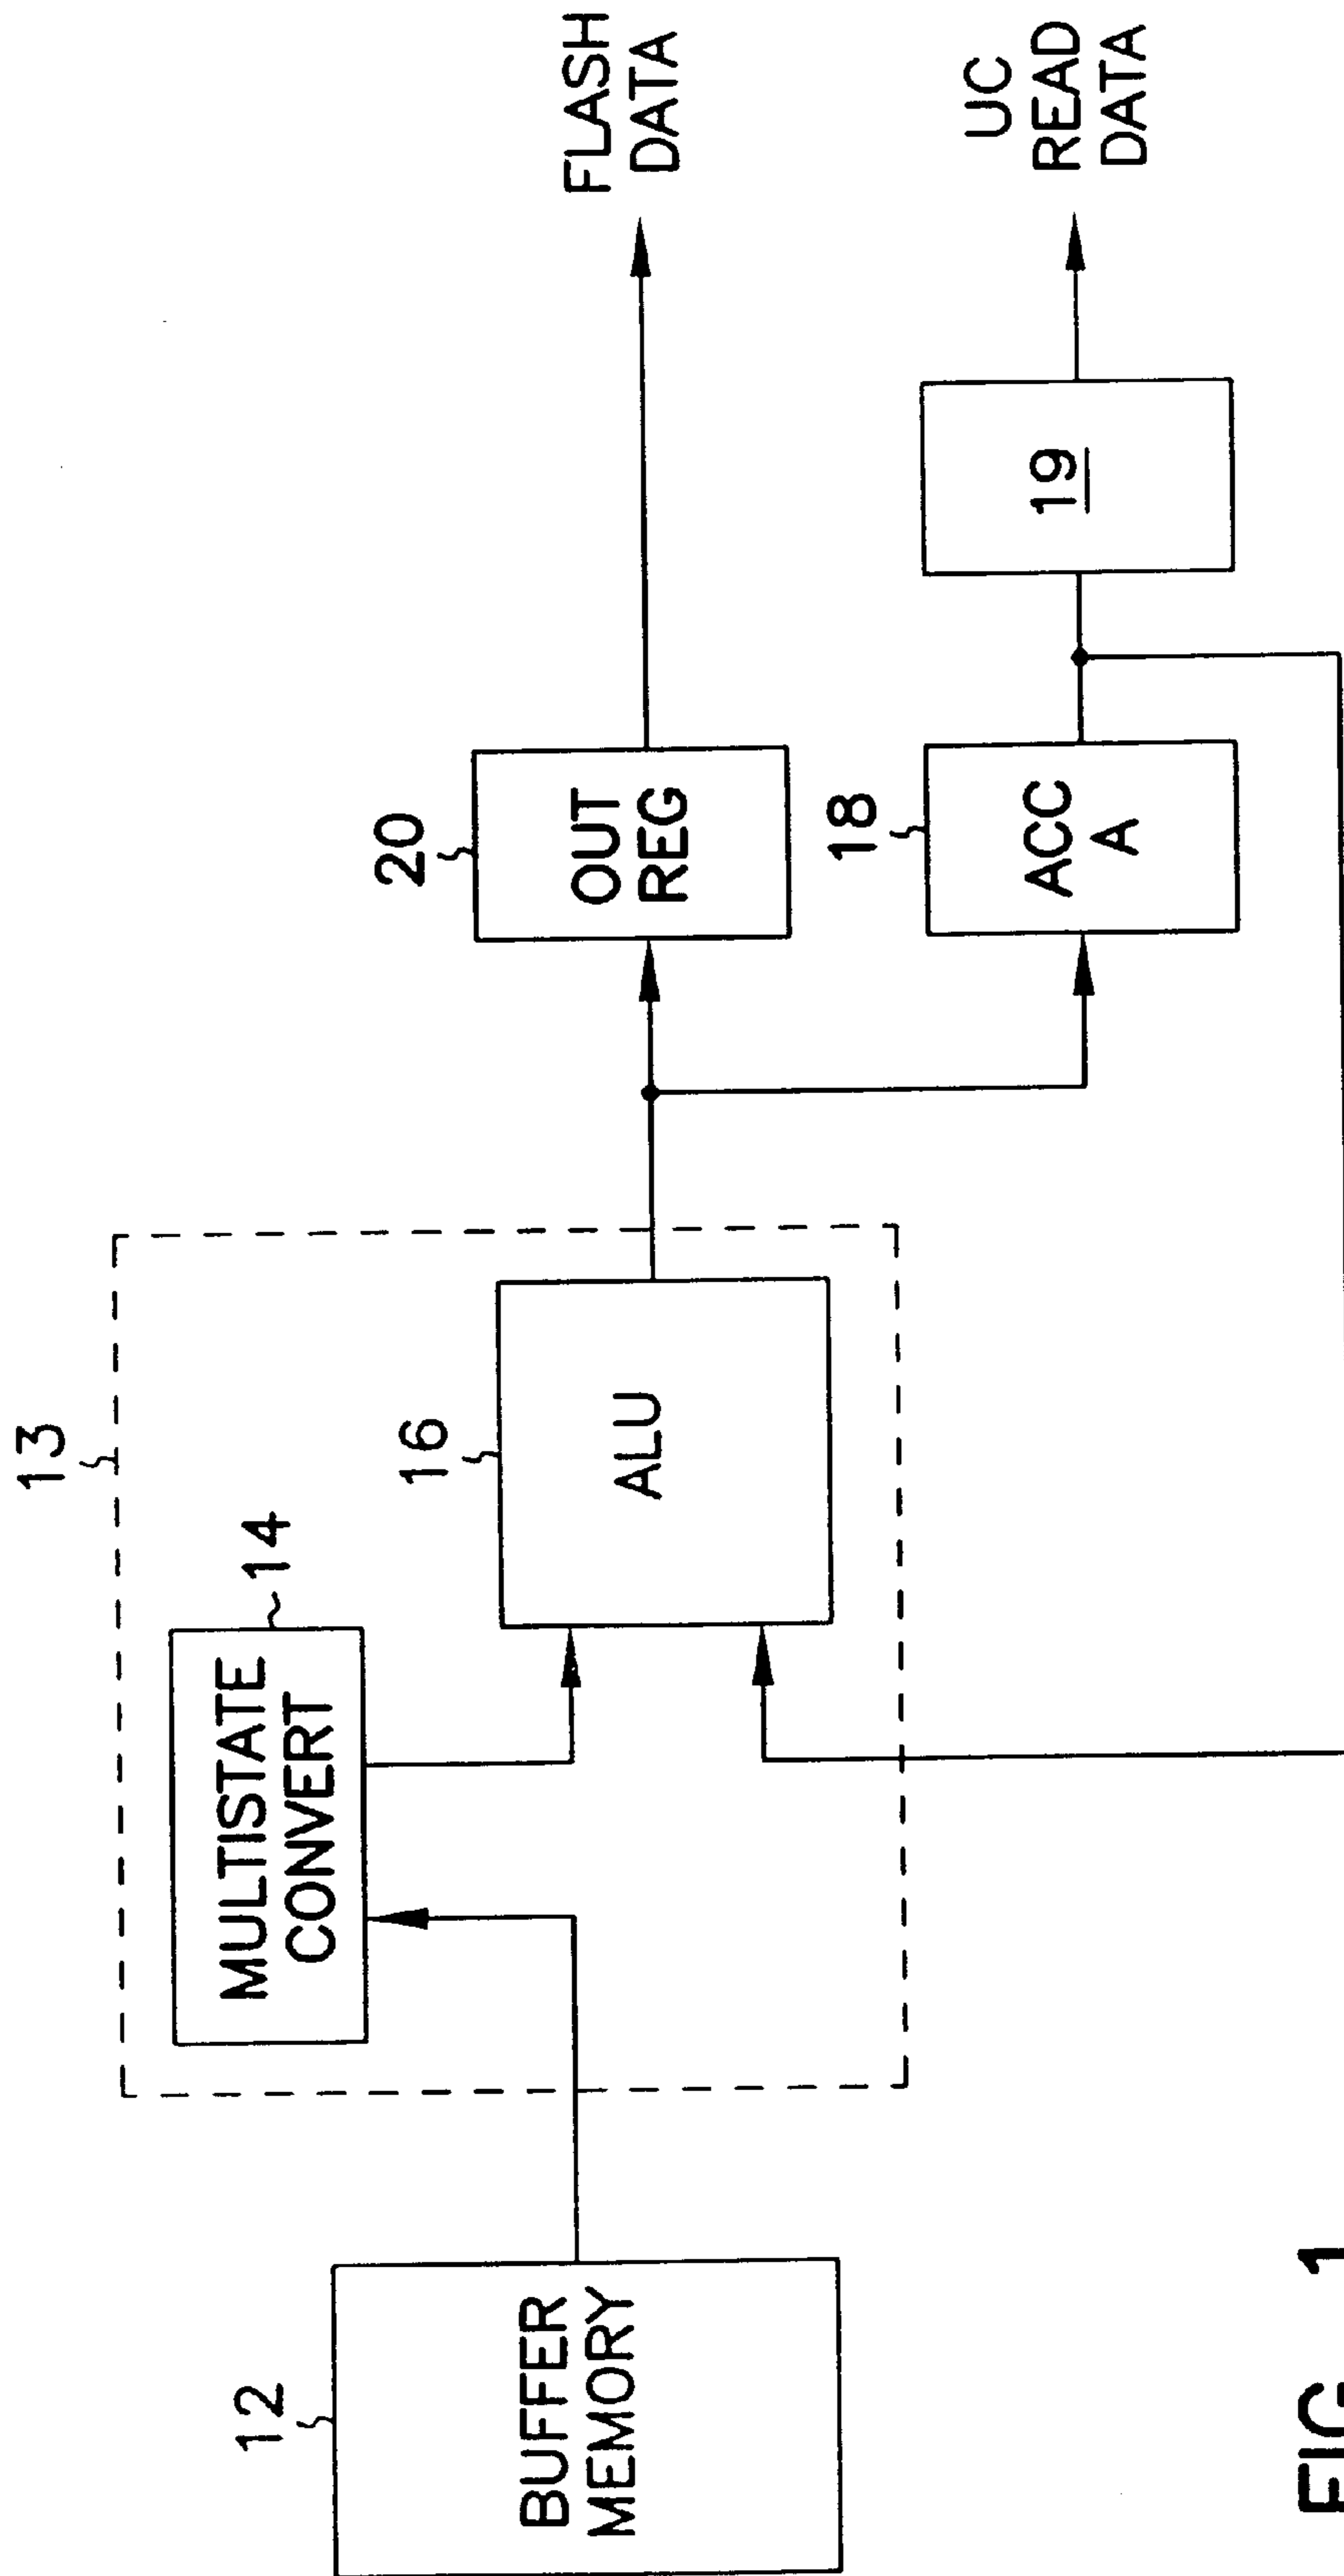 12
BUFFER
MEMORY
13
MULTISTATE
CONVERT
14
16
ALU
20
OUT
REG
18
ACC
A
19
FLASH
DATA
UC
READ
DATA
FIG. 1